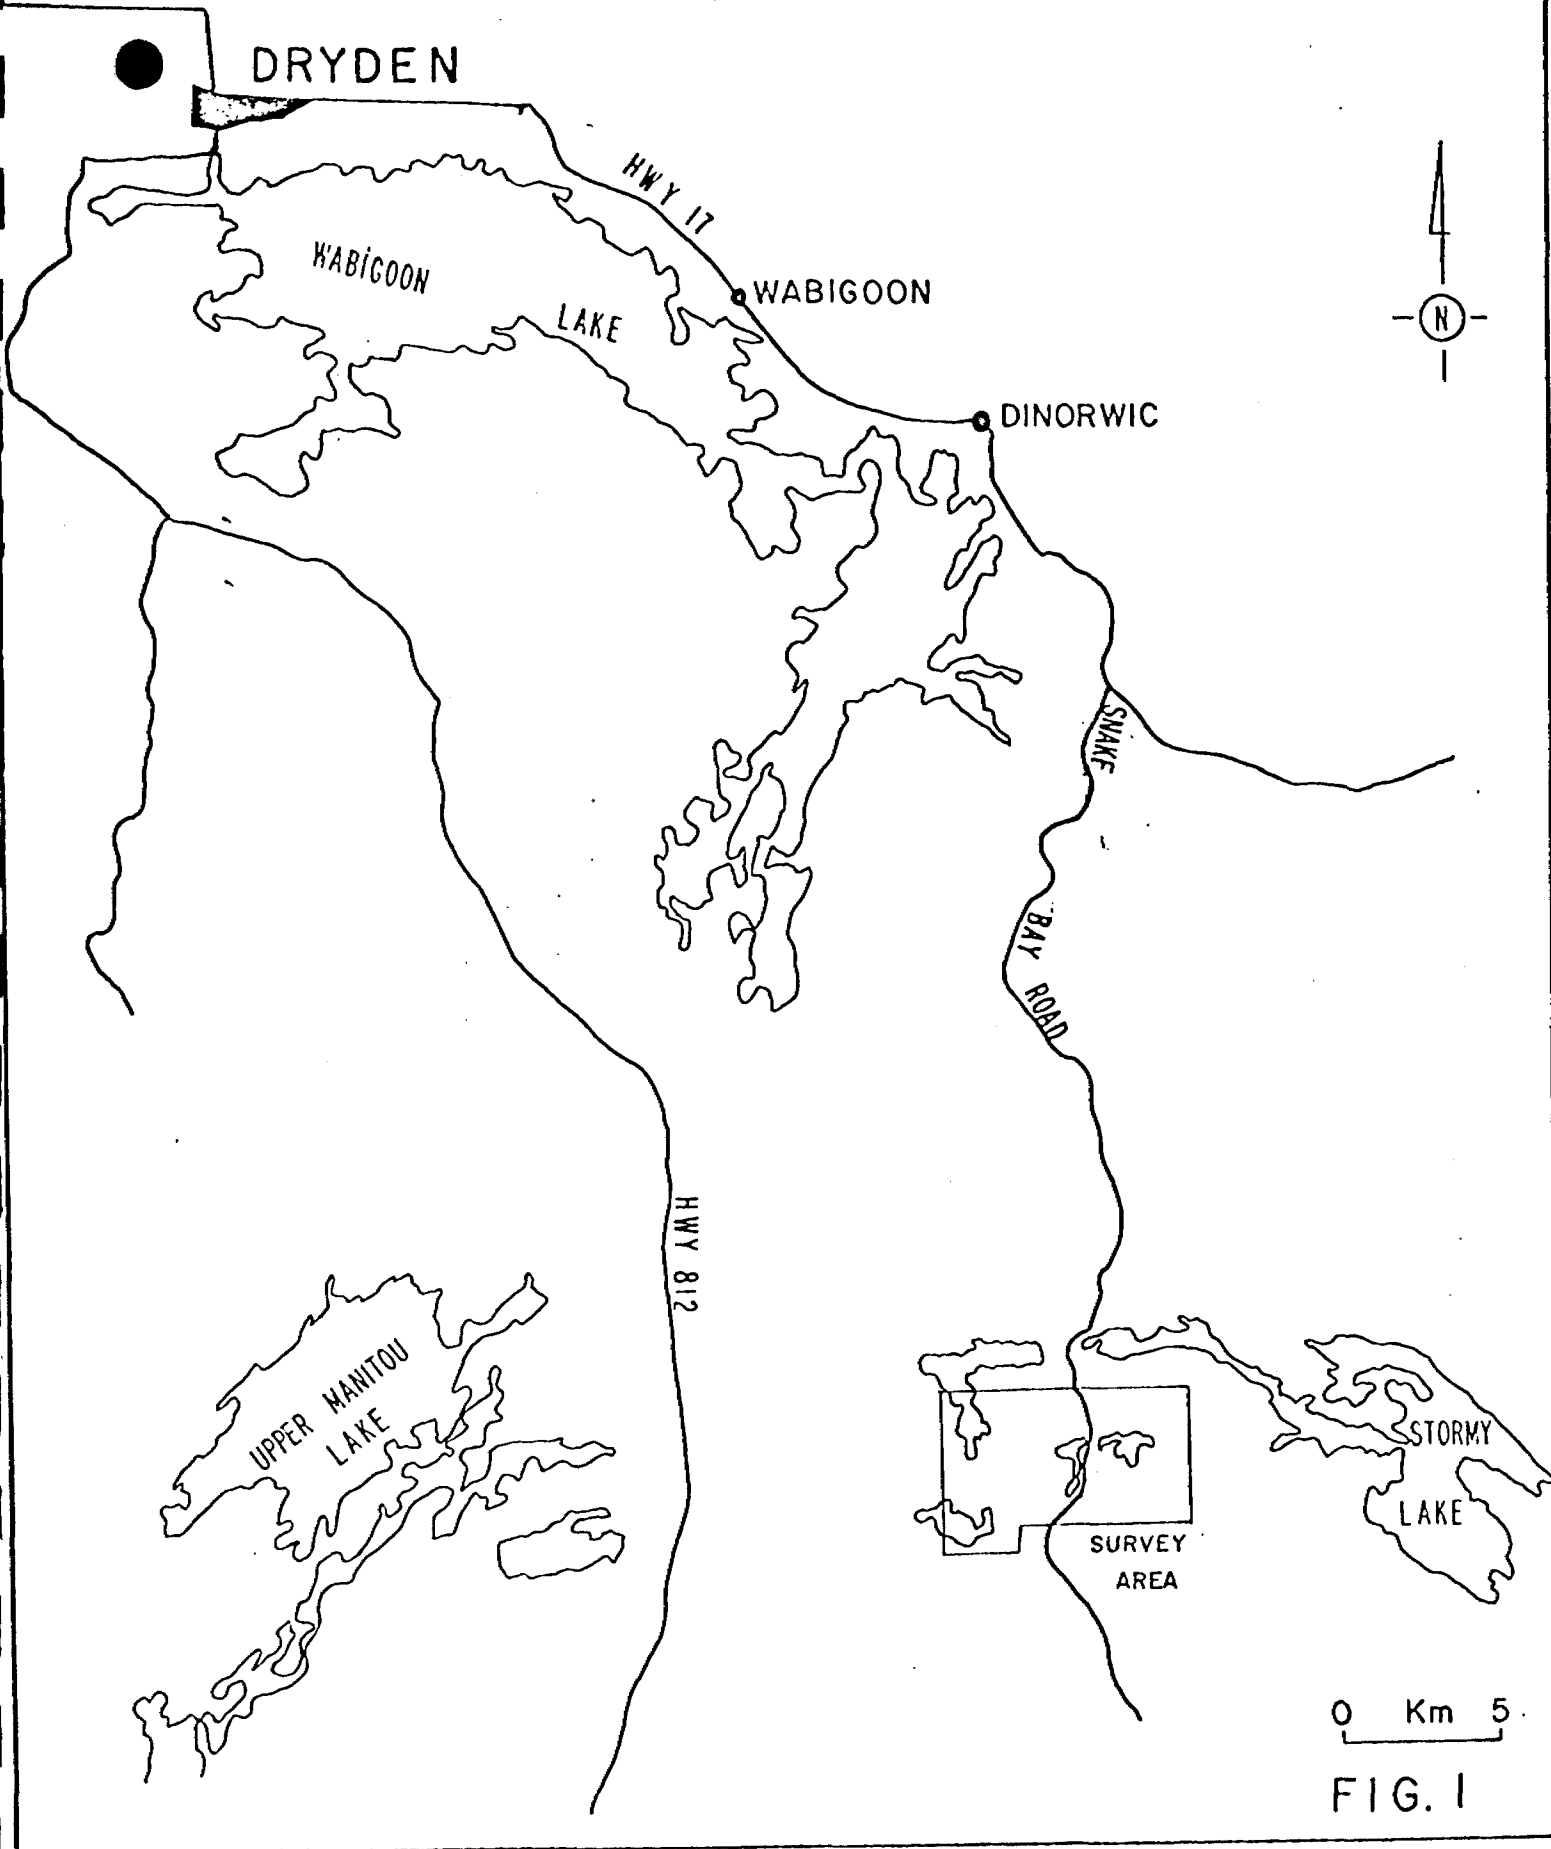 DRYDEN
HWY 17
WABIGOON
LAKE
WABIGOON
DINORWIC
N
SNAKE
BAY ROAD
HWY 812
UPPER MANITOU
LAKE
STORMY
LAKE
SURVEY
AREA
0 Km 5
FIG. 1